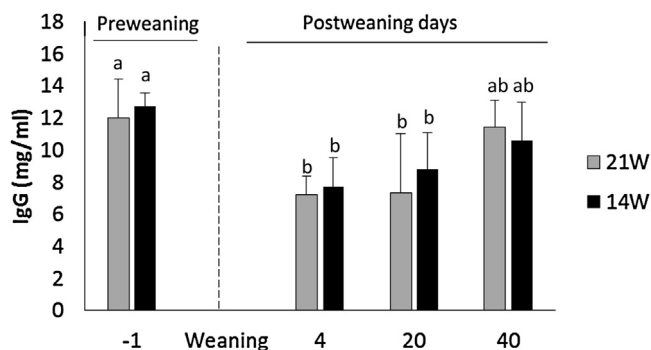 Preweaning Postweaning days
IgG (mg/ml)
18
16
14
12
10
8
6
4
2
0
a a b b b b ab ab
21W
14W
-1 Weaning 4 20 40